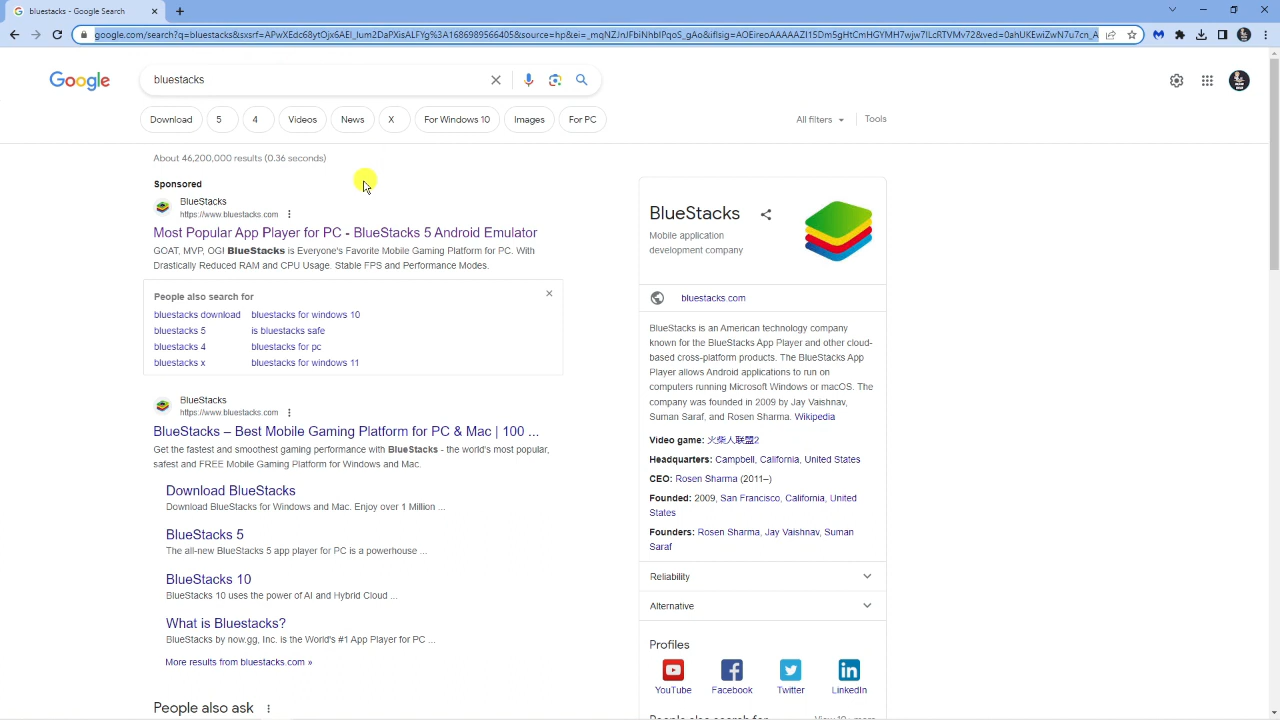 bluestacks - Google Search
google.com/search?q=bluestacks&sxsrf=APwXEdc68ytOjx6AEl_lum2DaPXisALFYg%3A1686989566405&source=hp&ei=
Google
bluestacks
Download
5
4
Videos
News
X
For Windows 10
Images
For PC
All filters
Tools
About 46,200,000 results (0.36 seconds)
Sponsored
BlueStacks
https://www.bluestacks.com
Most Popular App Player for PC - BlueStacks 5 Android Emulator
GOAT, MVP, OG! BlueStacks is Everyone's Favorite Mobile Gaming Platform for PC. With
Drastically Reduced RAM and CPU Usage. Stable FPS and Performance Modes.
People also search for
bluestacks download bluestacks for windows 10
bluestacks 5 is bluestacks safe
bluestacks 4 bluestacks for pc
bluestacks x bluestacks for windows 11
BlueStacks
https://www.bluestacks.com
BlueStacks – Best Mobile Gaming Platform for PC & Mac | 100 ...
Get the fastest and smoothest gaming performance with BlueStacks - the world's most popular,
safest and FREE Mobile Gaming Platform for Windows and Mac.
Download BlueStacks
Download BlueStacks for Windows and Mac. Enjoy over 1 Million ...
BlueStacks 5
The all-new BlueStacks 5 app player for PC is a powerhouse ...
BlueStacks 10
BlueStacks 10 uses the power of AI and Hybrid Cloud ...
What is Bluestacks?
BlueStacks by now.gg, Inc. is the World's #1 App Player for PC ...
More results from bluestacks.com »
People also ask
BlueStacks
Mobile application
development company
bluestacks.com
BlueStacks is an American technology company
known for the BlueStacks App Player and other cloud-
based cross-platform products. The BlueStacks App
Player allows Android applications to run on
computers running Microsoft Windows or macOS. The
company was founded in 2009 by Jay Vaishnav,
Suman Saraf, and Rosen Sharma. Wikipedia
Video game: 火柴人联盟2
Headquarters: Campbell, California, United States
CEO: Rosen Sharma (2011–)
Founded: 2009, San Francisco, California, United
States
Founders: Rosen Sharma, Jay Vaishnav, Suman
Saraf
Reliability
Alternative
Profiles
YouTube
Facebook
Twitter
LinkedIn
People also search for
View 10+ more